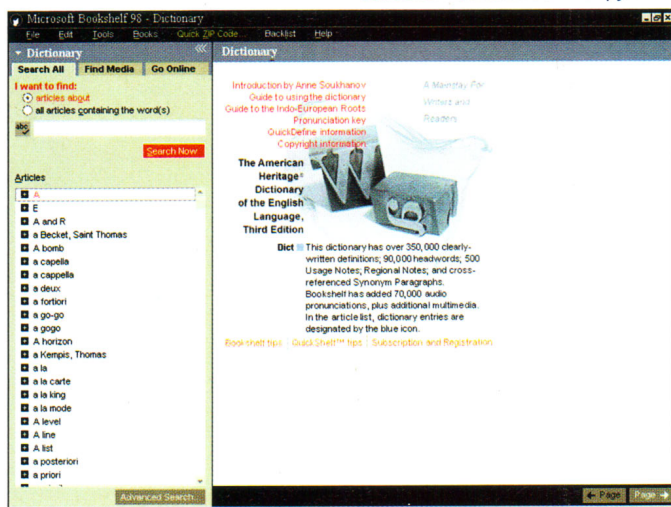 Microsoft Bookshelf 98 - Dictionary
File Edit Tools Books Quick ZIP Code... Backlist Help
Dictionary
Search All Find Media Go Online
I want to find:
articles about
all articles containing the word(s)
abc
Search Now
Articles
A
E
A and R
a Becket, Saint Thomas
A bomb
a capella
a cappella
a deux
a fortiori
a go-go
a gogo
A horizon
a Kempis, Thomas
a la
a la carte
a la king
a la mode
A level
A line
A list
a posteriori
a priori
Advanced Search...
Dictionary
Introduction by Anne Soukhanov
Guide to using the dictionary
Guide to the Indo-European Roots
Pronunciation key
QuickDefine information
Copyright information
A Mainstay For
Writers and
Readers
The American
Heritage®
Dictionary
of the English
Language,
Third Edition
Dict This dictionary has over 350,000 clearly-
written definitions; 90,000 headwords; 500
Usage Notes; Regional Notes; and cross-
referenced Synonym Paragraphs.
Bookshelf has added 70,000 audio
pronunciations, plus additional multimedia.
In the article list, dictionary entries are
designated by the blue icon.
Bookshelf tips | QuickShelf™ tips | Subscription and Registration
← Page Page →